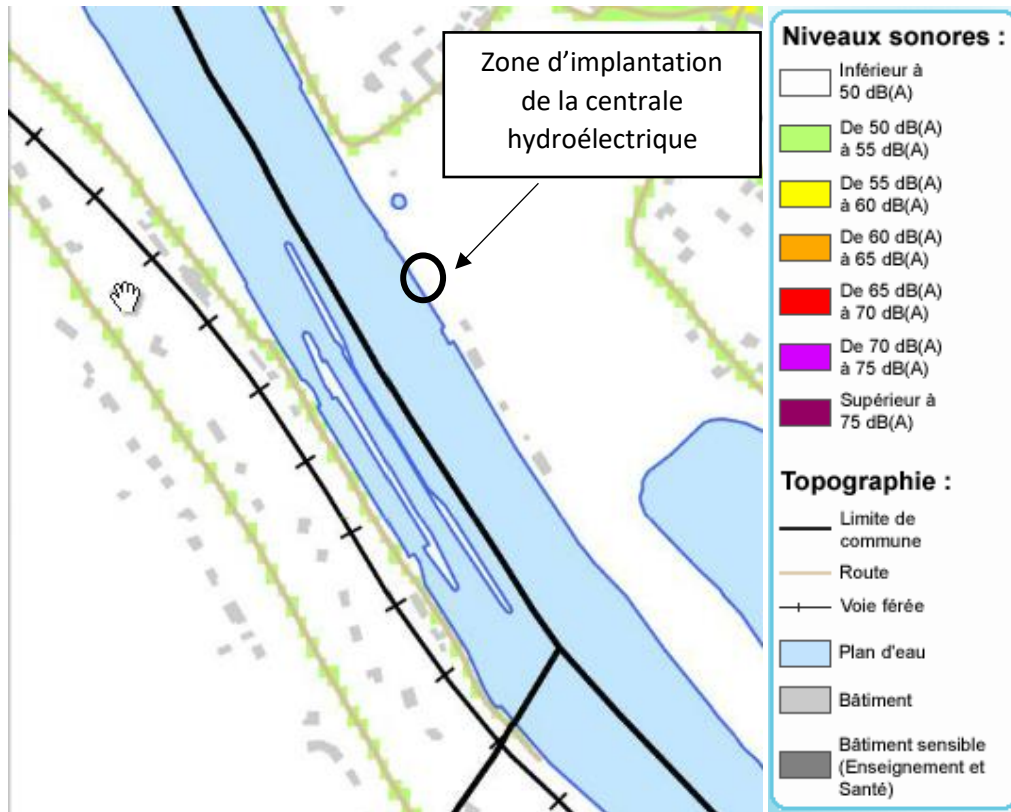 Zone d’implantation
de la centrale
hydroélectrique
Niveaux sonores :
Inférieur à
50 dB(A)
De 50 dB(A)
à 55 dB(A)
De 55 dB(A)
à 60 dB(A)
De 60 dB(A)
à 65 dB(A)
De 65 dB(A)
à 70 dB(A)
De 70 dB(A)
à 75 dB(A)
Supérieur à
75 dB(A)
Topographie :
Limite de
commune
Route
Voie férée
Plan d'eau
Bâtiment
Bâtiment sensible
(Enseignement et
Santé)